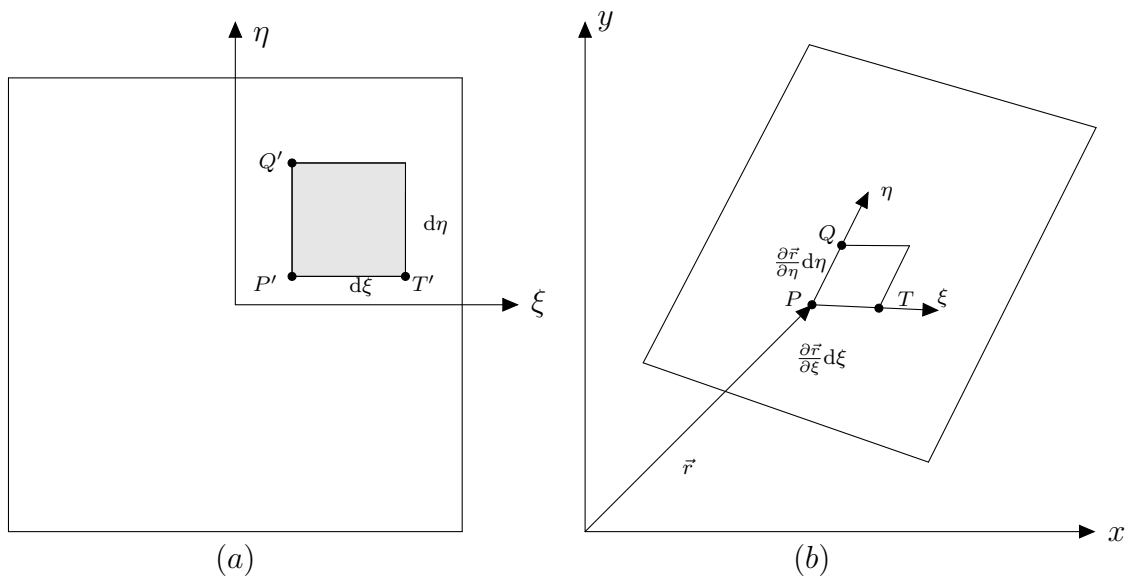 η
Q′
dη
P′
dξ
T′
ξ
(a)
y
η
Q
∂r⃗/∂η dη
P
T
ξ
∂r⃗/∂ξ dξ
r⃗
x
(b)